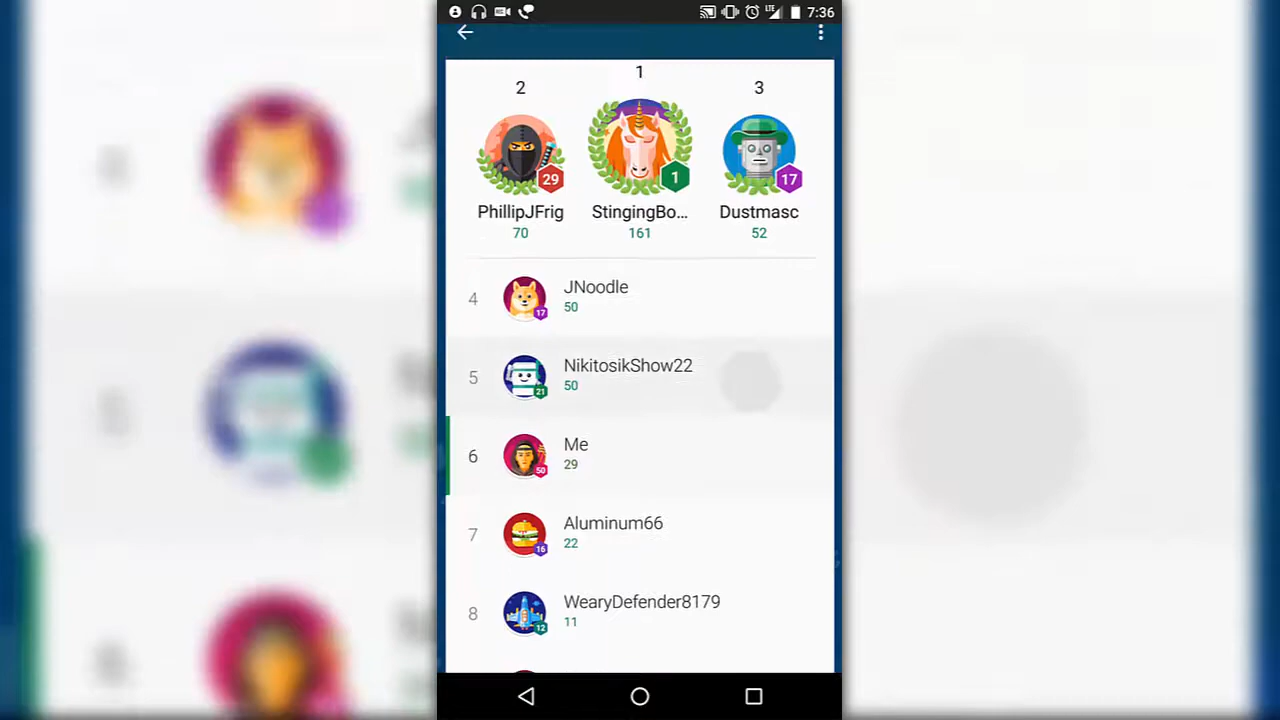 7:36
LTE
2
1
3
29
1
17
PhillipJFrig
StingingBo...
Dustmasc
70
161
52
4
JNoodle
17
50
5
NikitosikShow22
21
50
6
Me
50
29
7
Aluminum66
16
22
8
WearyDefender8179
12
11